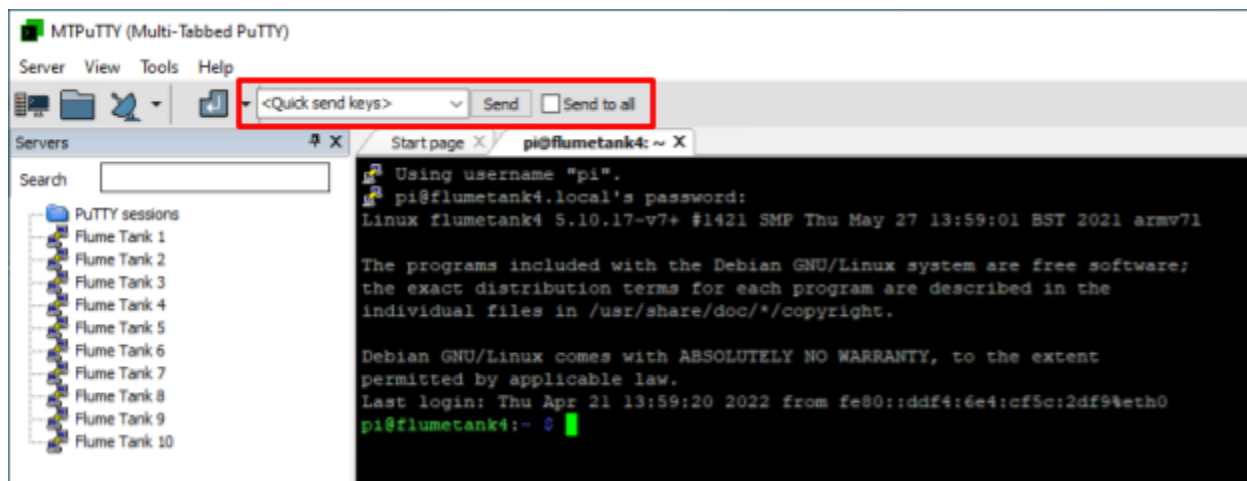 MTPuTTY (Multi-Tabbed PuTTY)
Server View Tools Help
<Quick send keys> Send Send to all
Servers
Start page pi@flumetank4: ~
Search
PuTTY sessions
Flume Tank 1
Flume Tank 2
Flume Tank 3
Flume Tank 4
Flume Tank 5
Flume Tank 6
Flume Tank 7
Flume Tank 8
Flume Tank 9
Flume Tank 10
Using username "pi".
pi@flumetank4.local's password:
Linux flumetank4 5.10.17-v7+ #1421 SMP Thu May 27 13:59:01 BST 2021 armv7l
The programs included with the Debian GNU/Linux system are free software;
the exact distribution terms for each program are described in the
individual files in /usr/share/doc/*/copyright.
Debian GNU/Linux comes with ABSOLUTELY NO WARRANTY, to the extent
permitted by applicable law.
Last login: Thu Apr 21 13:59:20 2022 from fe80::ddf4:6e4:cf5c:2df9%eth0
pi@flumetank4:~ $